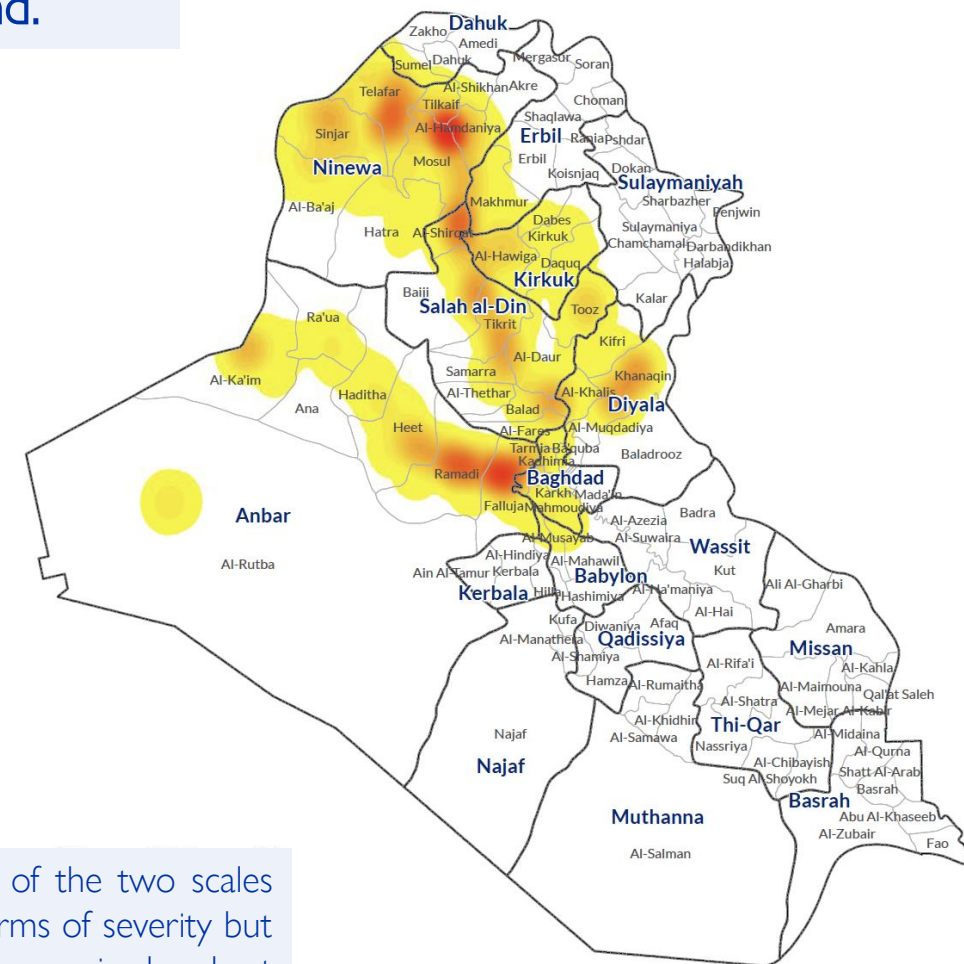 Dahuk
Zakho
Amedi
Sumel
Dahuk
Mergasur
Soran
Telafar
Al-Shikhan
Akre
Tilkaif
Choman
Shaqlawa
Sinjar
Al-Hamdaniya
Erbil
Rania
Pshdar
Mosul
Erbil
Ninewa
Koisnjaq
Dokan
Sulaymaniyah
Al-Ba'aj
Makhmur
Sharbazher
Penjwin
Dabes
Hatra
Al-Shirqat
Kirkuk
Sulaymaniya
Chamchamal
Darbandikhan
Al-Hawiga
Daquq
Halabja
Kirkuk
Baiji
Salah al-Din
Kalar
Ra'ua
Tikrit
Tooz
Kifri
Al-Daur
Al-Ka'im
Samarra
Khanaqin
Haditha
Al-Thethar
Al-Khalis
Ana
Balad
Diyala
Heet
Al-Fares
Al-Muqdadiya
Tarmia
Ba'quba
Kadhimia
Baladrooz
Ramadi
Baghdad
Karkh
Mada'in
Falluja
Mahmoudiya
Badra
Anbar
Al-Azezia
Al-Musayab
Al-Suwaira
Wassit
Al-Rutba
Al-Hindiya
Al-Mahawil
Ain Al-Tamur
Kerbala
Babylon
Kut
Kerbala
Hilla
Hashimiya
Al-Na'maniya
Ali Al-Gharbi
Al-Hai
Kufa
Diwaniya
Afaq
Amara
Al-Manathera
Qadissiya
Missan
Al-Shamiya
Al-Rifa'i
Al-Kahla
Hamza
Al-Rumaitha
Al-Maimouna
Qal'at Saleh
Al-Shatra
Al-Mejar Al-Kabir
Al-Khidhir
Thi-Qar
Najaf
Al-Samawa
Nassriya
Al-Midaina
Al-Qurna
Najaf
Al-Chibayish
Shatt Al-Arab
Suq Al-Shoyokh
Basrah
Basrah
Muthanna
Abu Al-Khaseeb
Al-Zubair
Fao
Al-Salman
of the two scales
rms of severity but